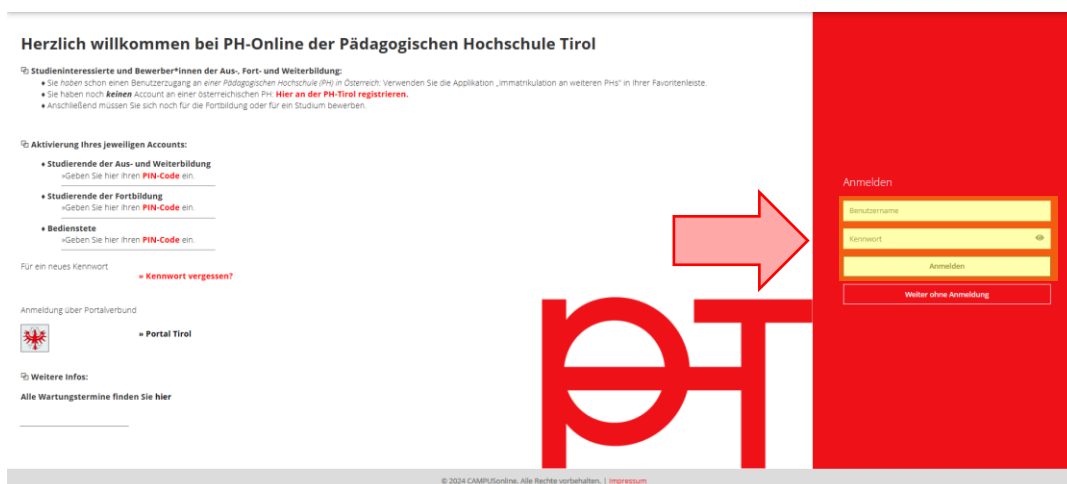 Herzlich willkommen bei PH-Online der Pädagogischen Hochschule Tirol
Studieninteressierte und Bewerber*innen der Aus-, Fort- und Weiterbildung:
♦ Sie haben schon einen Benutzerzugang an einer Pädagogischen Hochschule (PH) in Österreich: Verwenden Sie die Applikation „Immatrikulation an weiteren PHs" in Ihrer Favoritenleiste.
♦ Sie haben noch keinen Account an einer österreichischen PH: Hier an der PH-Tirol registrieren.
♦ Anschließend müssen Sie sich noch für die Fortbildung oder für ein Studium bewerben.
Aktivierung Ihres jeweiligen Accounts:
♦ Studierende der Aus- und Weiterbildung
»Geben Sie hier Ihren PIN-Code ein.
♦ Studierende der Fortbildung
»Geben Sie hier Ihren PIN-Code ein.
♦ Bedienstete
»Geben Sie hier Ihren PIN-Code ein.
Für ein neues Kennwort
» Kennwort vergessen?
Anmeldung über Portalverbund
» Portal Tirol
Weitere Infos:
Alle Wartungstermine finden Sie hier
Anmelden
Benutzername
Kennwort
Anmelden
Weiter ohne Anmeldung
pT
© 2024 CAMPUSonline. Alle Rechte vorbehalten. | Impressum